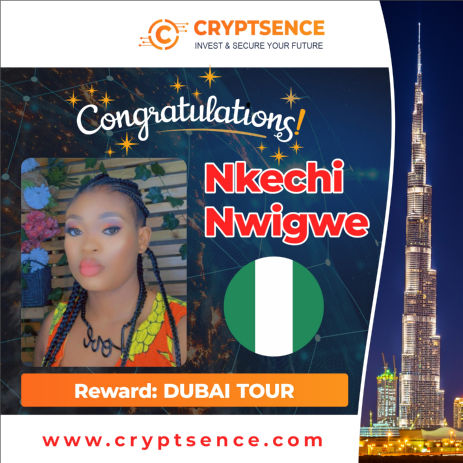 CRYPTSENCE
INVEST & SECURE YOUR FUTURE
Congratulations!
Nkechi
Nwigwe
Reward: DUBAI TOUR
www.cryptsence.com